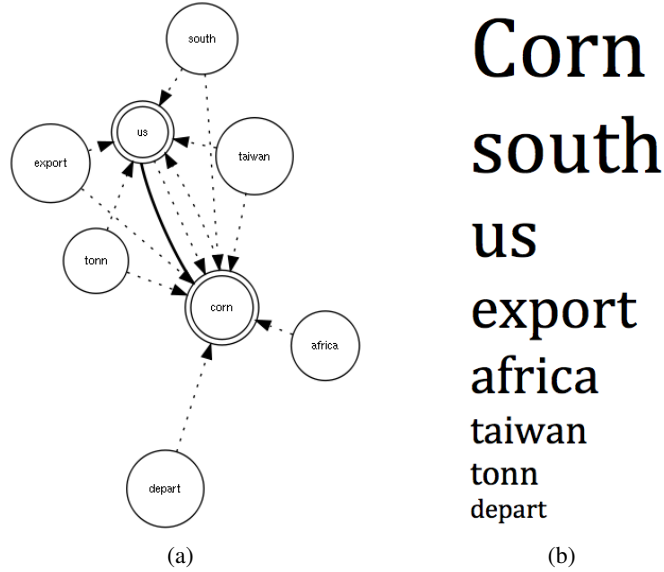 south
us
export
taiwan
tonn
corn
africa
depart
(a)
Corn
south
us
export
africa
taiwan
tonn
depart
(b)